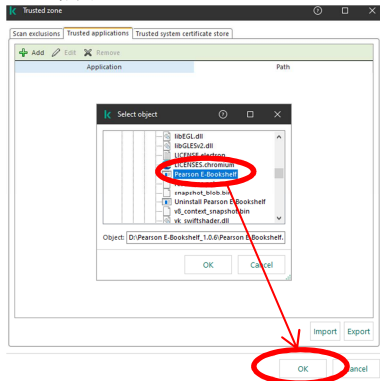 Trusted zone
Scan exclusions Trusted applications Trusted system certificate store
Add Edit Remove
Application Path
Select object
libEGL.dll
libGLESv2.dll
LICENSE.electron
LICENSES.chromium
Pearson E-Bookshelf
snapshot_blob.bin
Uninstall Pearson E-Bookshelf
v8_context_snapshot.bin
vk_swiftshader.dll
Object: D:\Pearson E-Bookshelf_1.0.6\Pearson E-Bookshelf.
OK Cancel
Import Export
OK Cancel